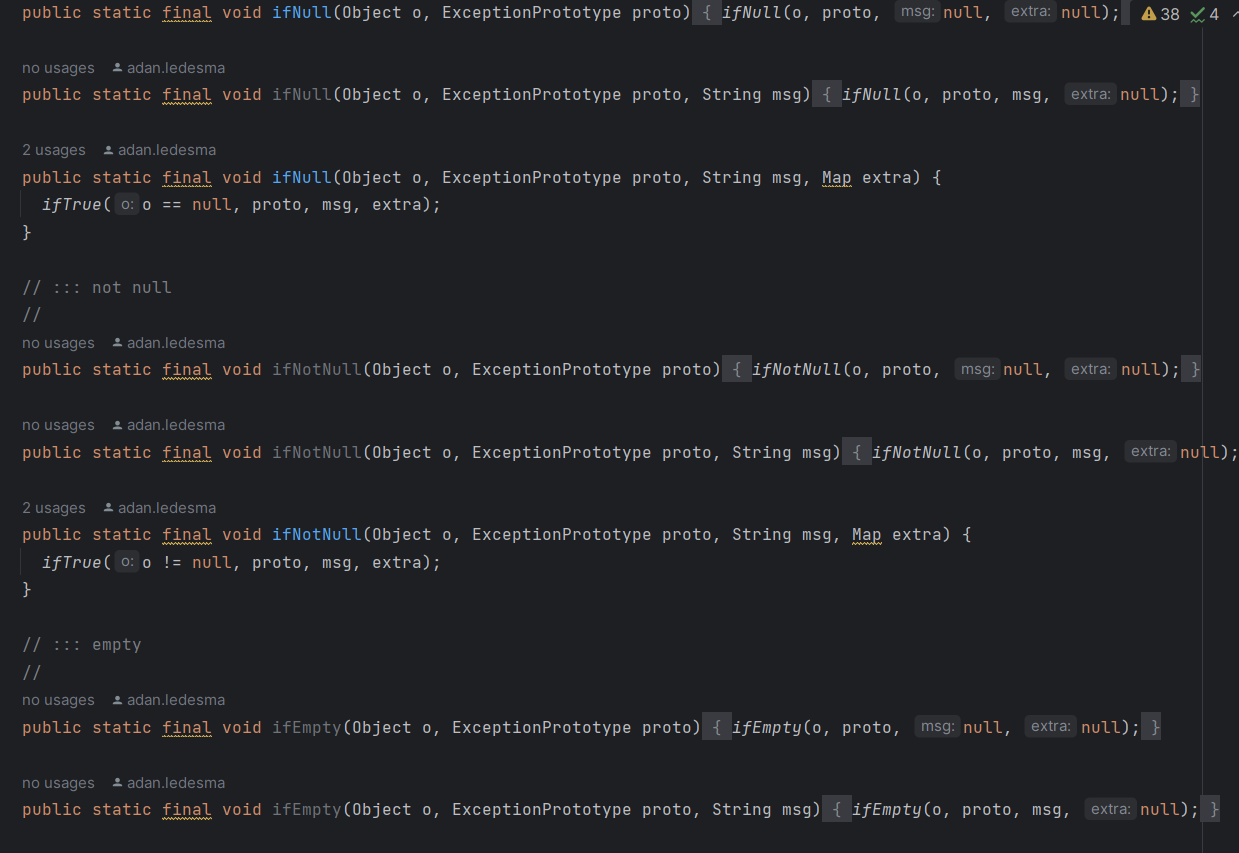 public static final void ifNull(Object o, ExceptionPrototype proto) { ifNull(o, proto, msg: null, extra: null); 38 4
no usages adan.ledesma
public static final void ifNull(Object o, ExceptionPrototype proto, String msg) { ifNull(o, proto, msg, extra: null); }
2 usages adan.ledesma
public static final void ifNull(Object o, ExceptionPrototype proto, String msg, Map extra) {
ifTrue( o: o == null, proto, msg, extra);
}
// ::: not null
//
no usages adan.ledesma
public static final void ifNotNull(Object o, ExceptionPrototype proto) { ifNotNull(o, proto, msg: null, extra: null); }
no usages adan.ledesma
public static final void ifNotNull(Object o, ExceptionPrototype proto, String msg) { ifNotNull(o, proto, msg, extra: null);
2 usages adan.ledesma
public static final void ifNotNull(Object o, ExceptionPrototype proto, String msg, Map extra) {
ifTrue( o: o != null, proto, msg, extra);
}
// ::: empty
//
no usages adan.ledesma
public static final void ifEmpty(Object o, ExceptionPrototype proto) { ifEmpty(o, proto, msg: null, extra: null); }
no usages adan.ledesma
public static final void ifEmpty(Object o, ExceptionPrototype proto, String msg) { ifEmpty(o, proto, msg, extra: null); }